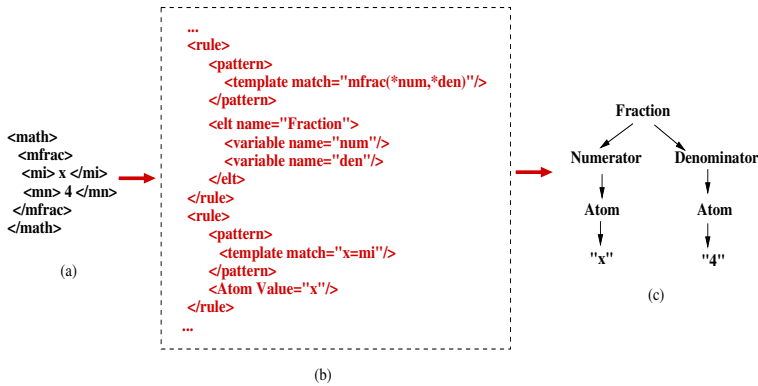 <math>
<mfrac>
<mi> x </mi>
<mn> 4 </mn>
</mfrac>
</math>
(a)
...
<rule>
<pattern>
<template match="mfrac(*num,*den)"/>
</pattern>
<elt name="Fraction">
<variable name="num"/>
<variable name="den"/>
</elt>
</rule>
<rule>
<pattern>
<template match="x=mi"/>
</pattern>
<Atom Value="x"/>
</rule>
...
(b)
Fraction
Numerator Denominator
Atom Atom
"x" "4"
(c)